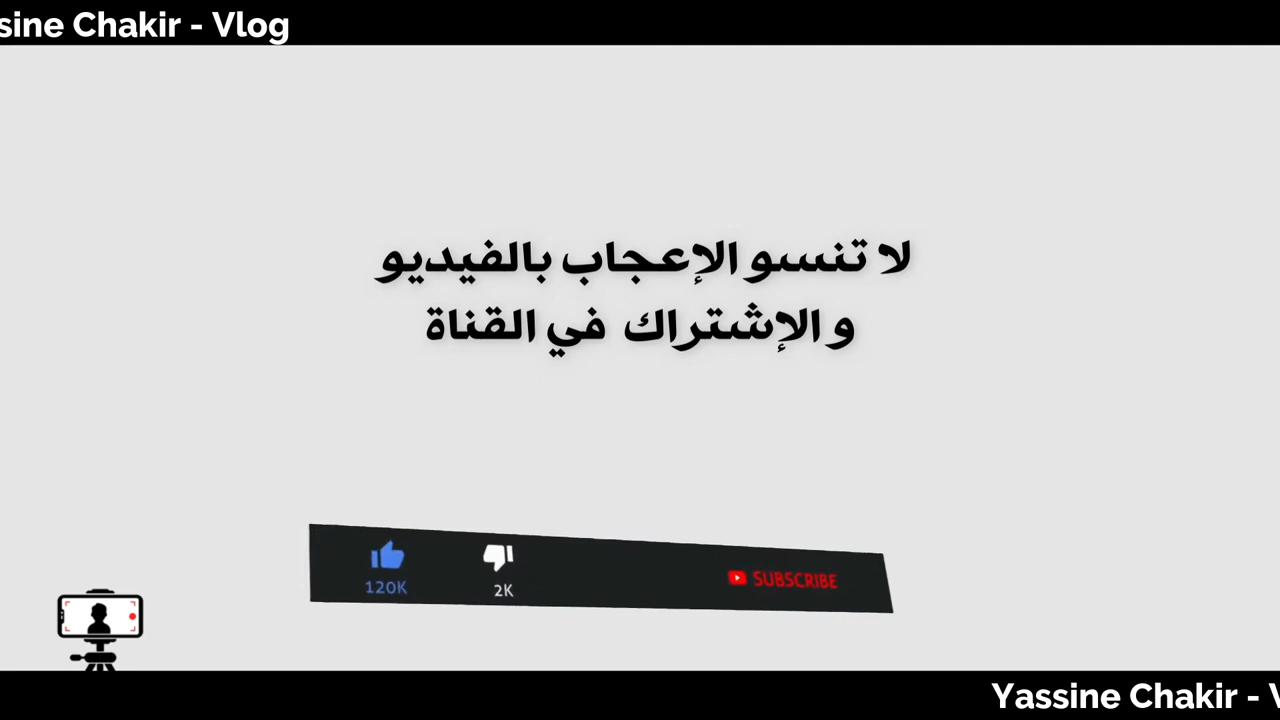 sine Chakir - Vlog
لا تنسو الإعجاب بالفيديو
و الإشتراك في القناة
120K
2K
SUBSCRIBE
Yassine Chakir - V